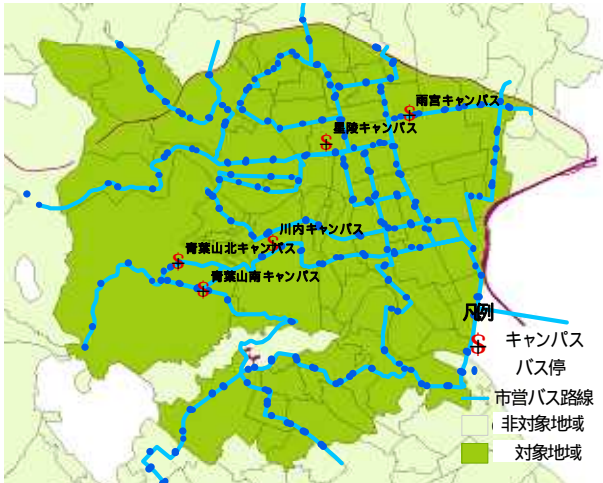 雨宮キャンパス
星陵キャンパス
川内キャンパス
青葉山北キャンパス
青葉山南キャンパス
凡例
キャンパス
バス停
市営バス路線
非対象地域
対象地域